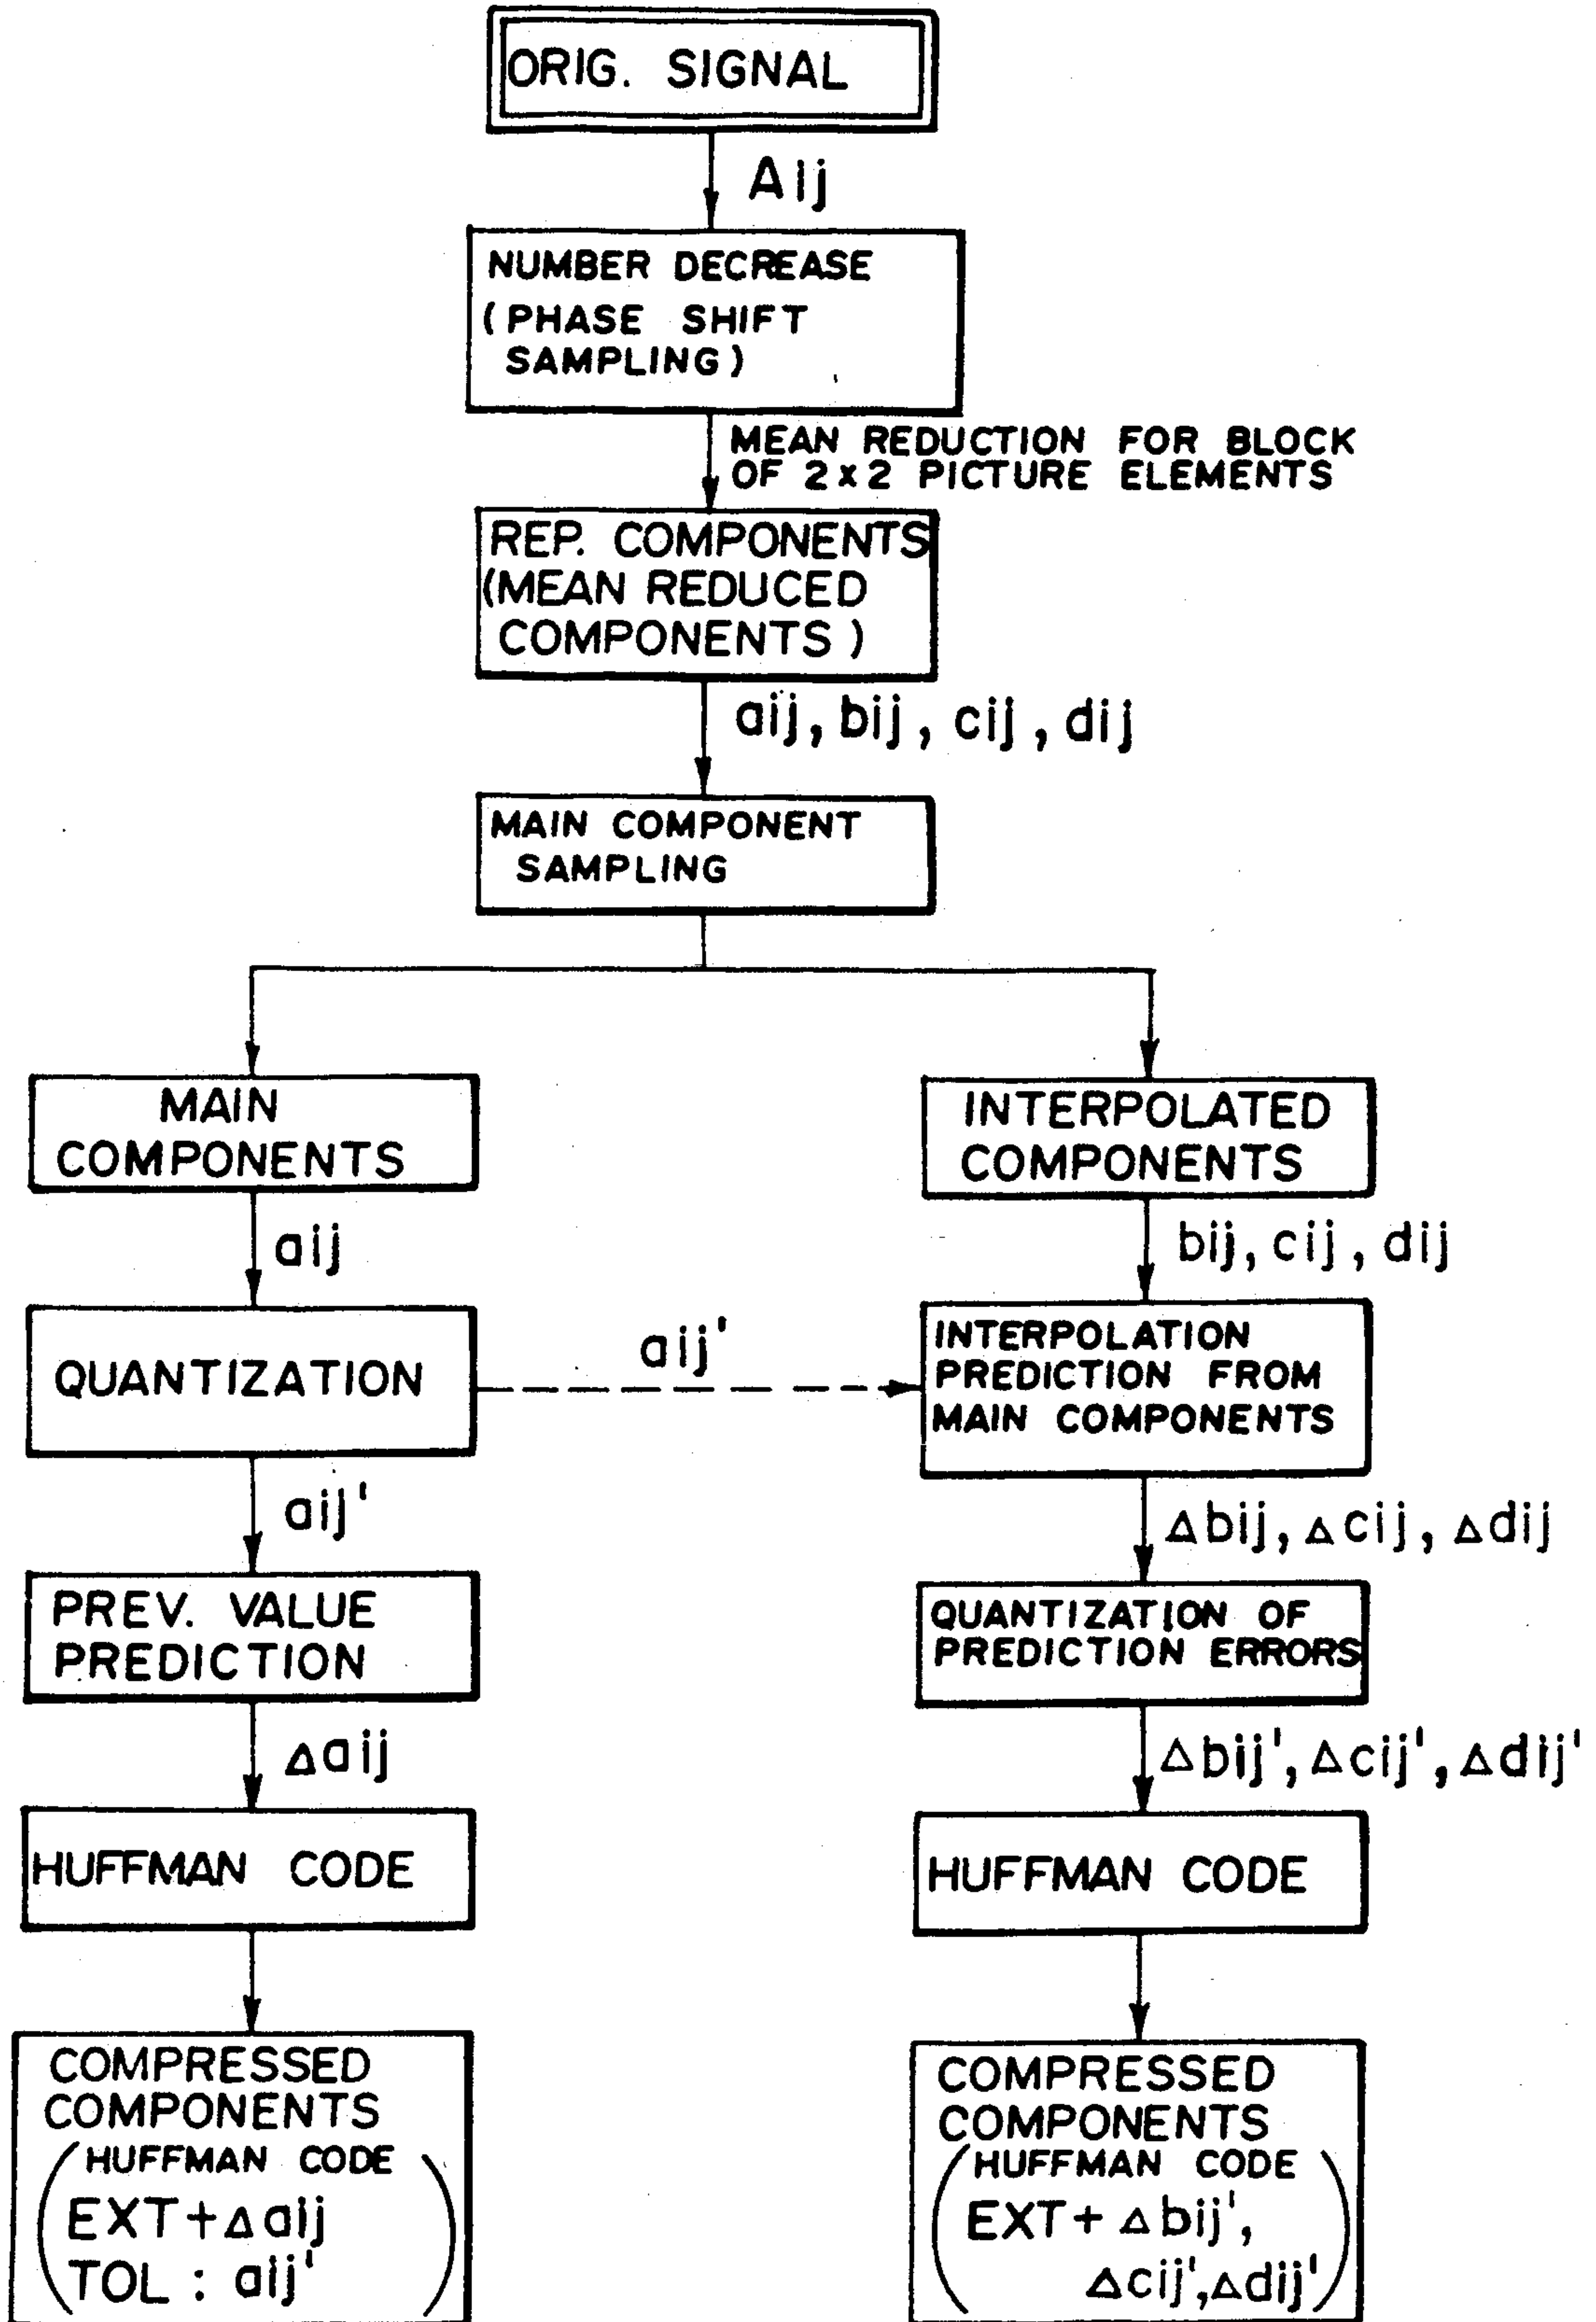 ORIG. SIGNAL
Aij
NUMBER DECREASE
(PHASE SHIFT
SAMPLING)
MEAN REDUCTION FOR BLOCK
OF 2×2 PICTURE ELEMENTS
REP. COMPONENTS
(MEAN REDUCED
COMPONENTS)
aij, bij, cij, dij
MAIN COMPONENT
SAMPLING
MAIN
COMPONENTS
aij
QUANTIZATION
aij'
aij'
PREV. VALUE
PREDICTION
Δaij
HUFFMAN CODE
COMPRESSED
COMPONENTS
(HUFFMAN CODE
EXT+Δaij
TOL : aij')
INTERPOLATED
COMPONENTS
bij, cij, dij
INTERPOLATION
PREDICTION FROM
MAIN COMPONENTS
Δbij, Δcij, Δdij
QUANTIZATION OF
PREDICTION ERRORS
Δbij', Δcij', Δdij'
HUFFMAN CODE
COMPRESSED
COMPONENTS
(HUFFMAN CODE
EXT+ Δbij',
Δcij', Δdij')